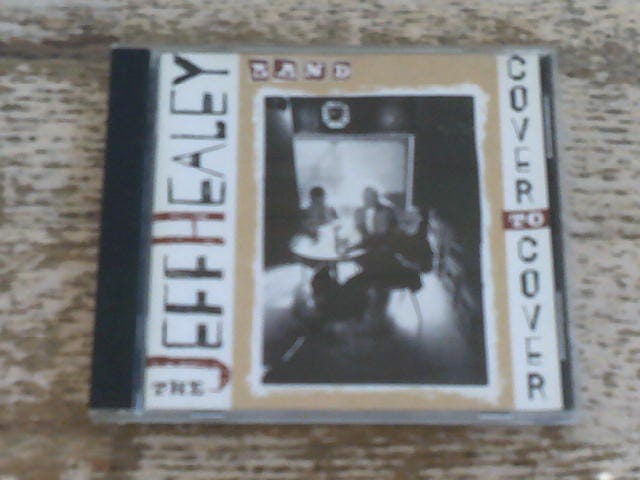 THE JEFF HEALEY
BAND
COVER TO COVER